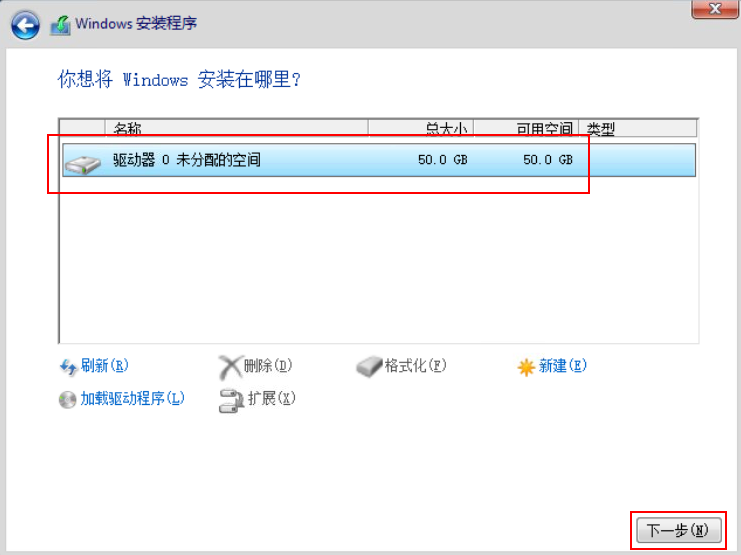 Windows 安装程序
你想将 Windows 安装在哪里?
名称 总大小 可用空间 类型
驱动器 0 未分配的空间 50.0 GB 50.0 GB
刷新(R) 删除(D) 格式化(F) 新建(E)
加载驱动程序(L) 扩展(X)
下一步(N)